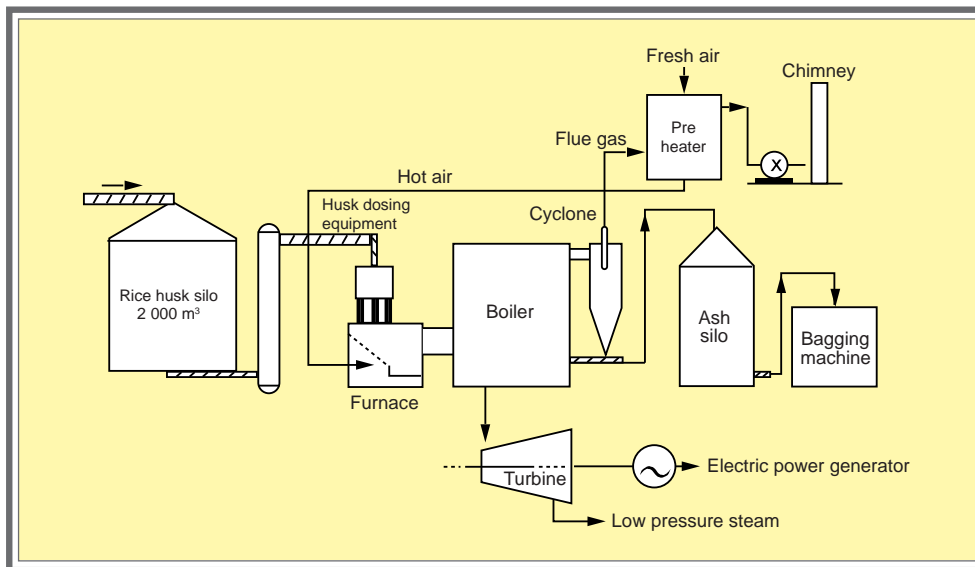 Fresh air
Chimney
Pre
heater
Flue gas
Hot air
Husk dosing
equipment
Cyclone
Rice husk silo
2 000 m³
Boiler
Ash
silo
Bagging
machine
Furnace
Turbine
Electric power generator
Low pressure steam
X